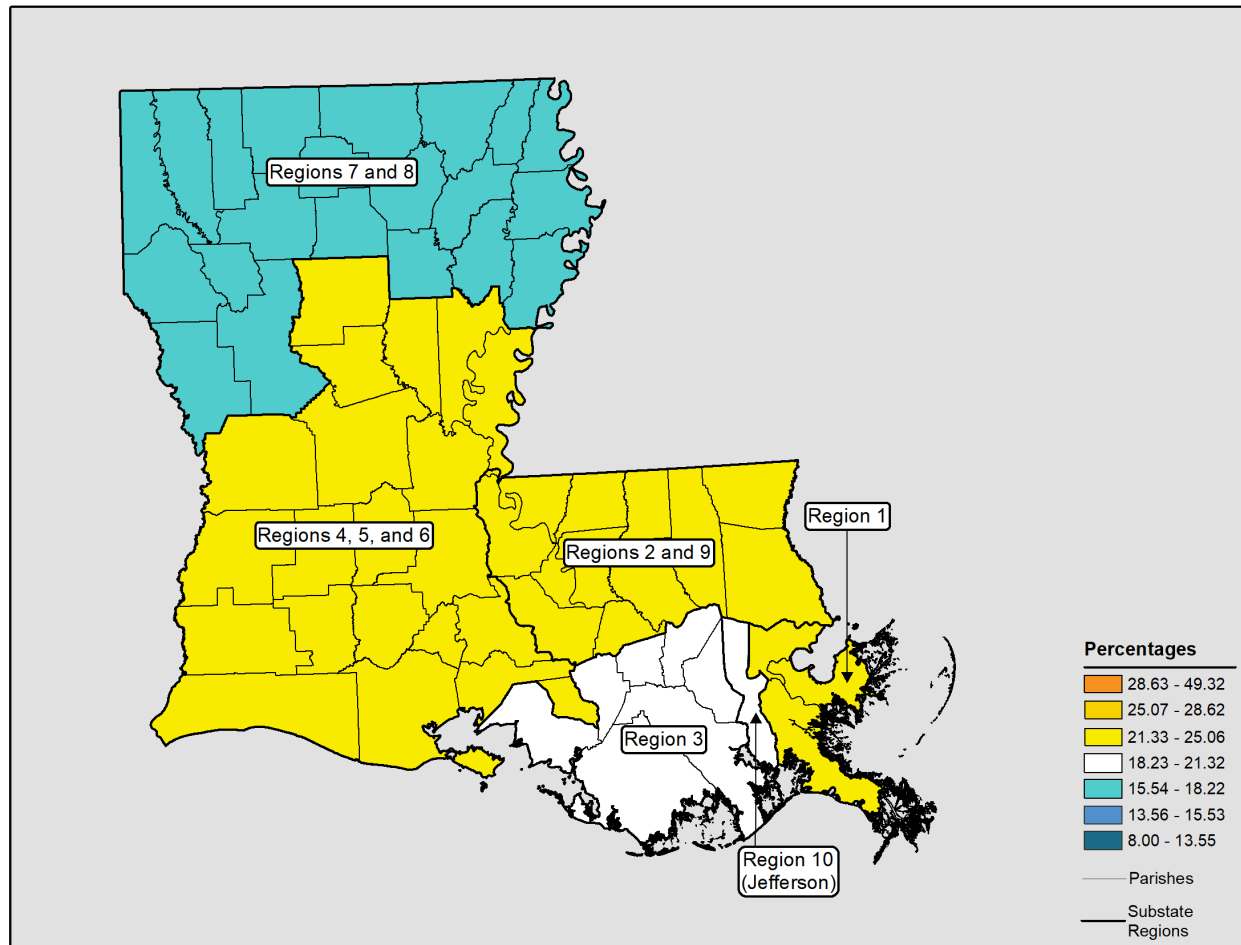 Regions 7 and 8
Region 1
Regions 4, 5, and 6
Regions 2 and 9
Region 3
Region 10
(Jefferson)
Percentages
28.63 - 49.32
25.07 - 28.62
21.33 - 25.06
18.23 - 21.32
15.54 - 18.22
13.56 - 15.53
8.00 - 13.55
Parishes
Substate
Regions